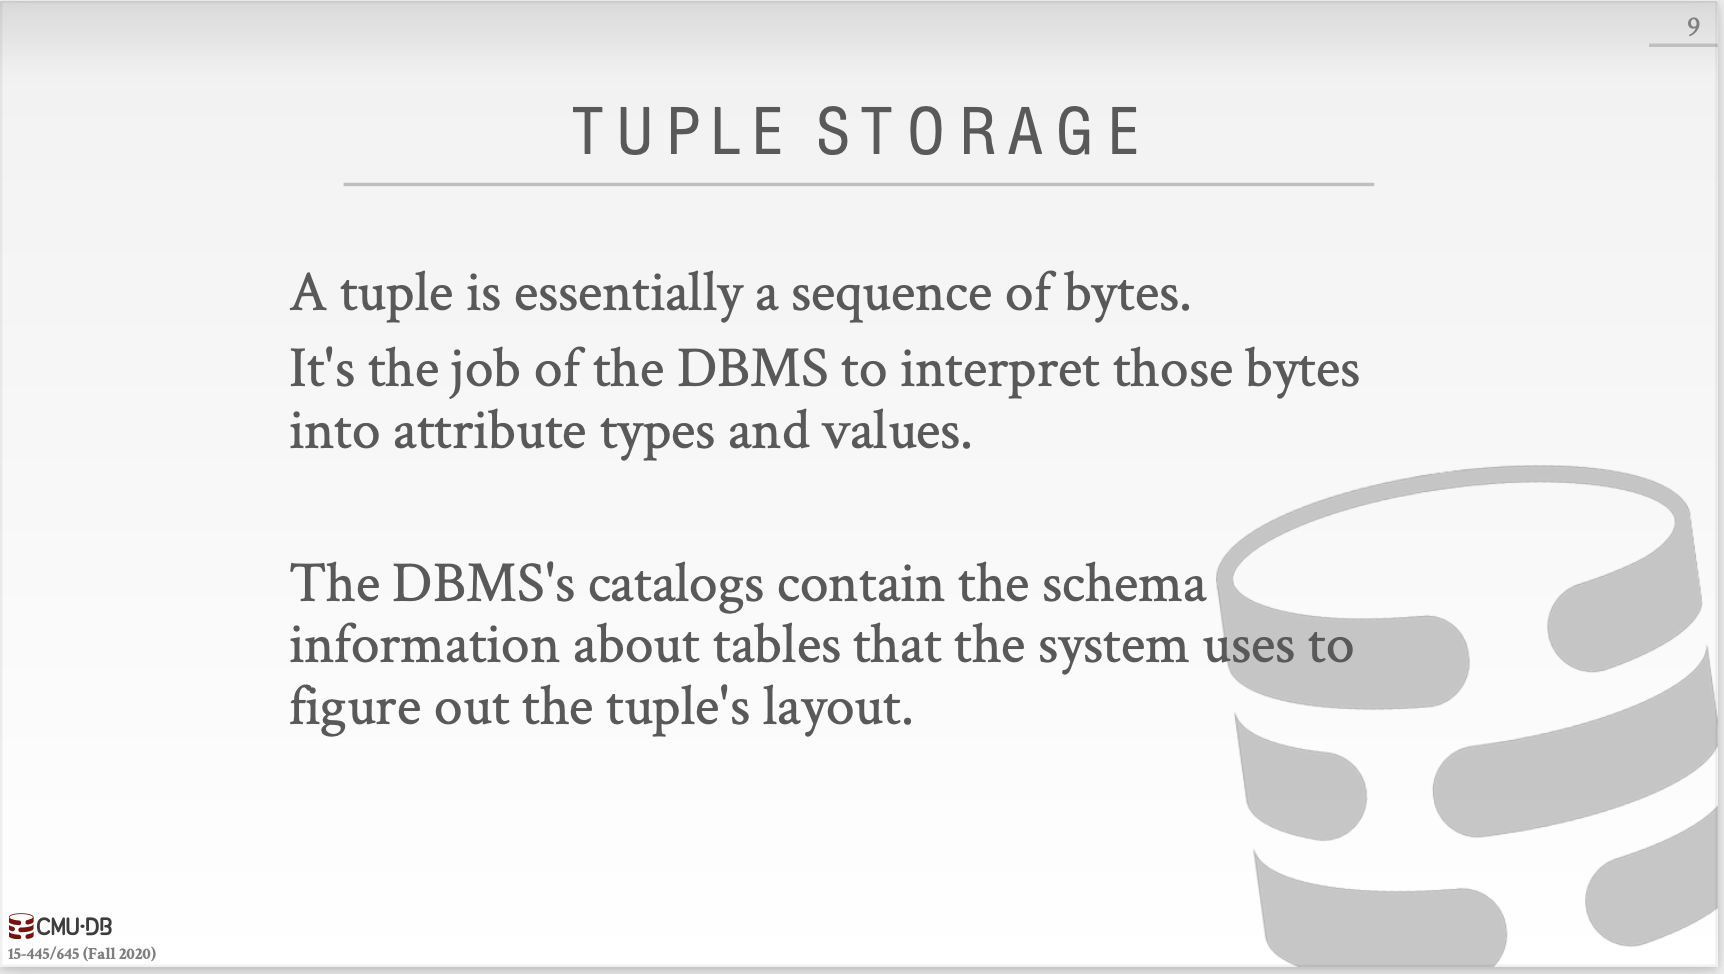 9
TUPLE STORAGE
A tuple is essentially a sequence of bytes.
It's the job of the DBMS to interpret those bytes
into attribute types and values.
The DBMS's catalogs contain the schema
information about tables that the system uses to
figure out the tuple's layout.
CMU·DB
15-445/645 (Fall 2020)